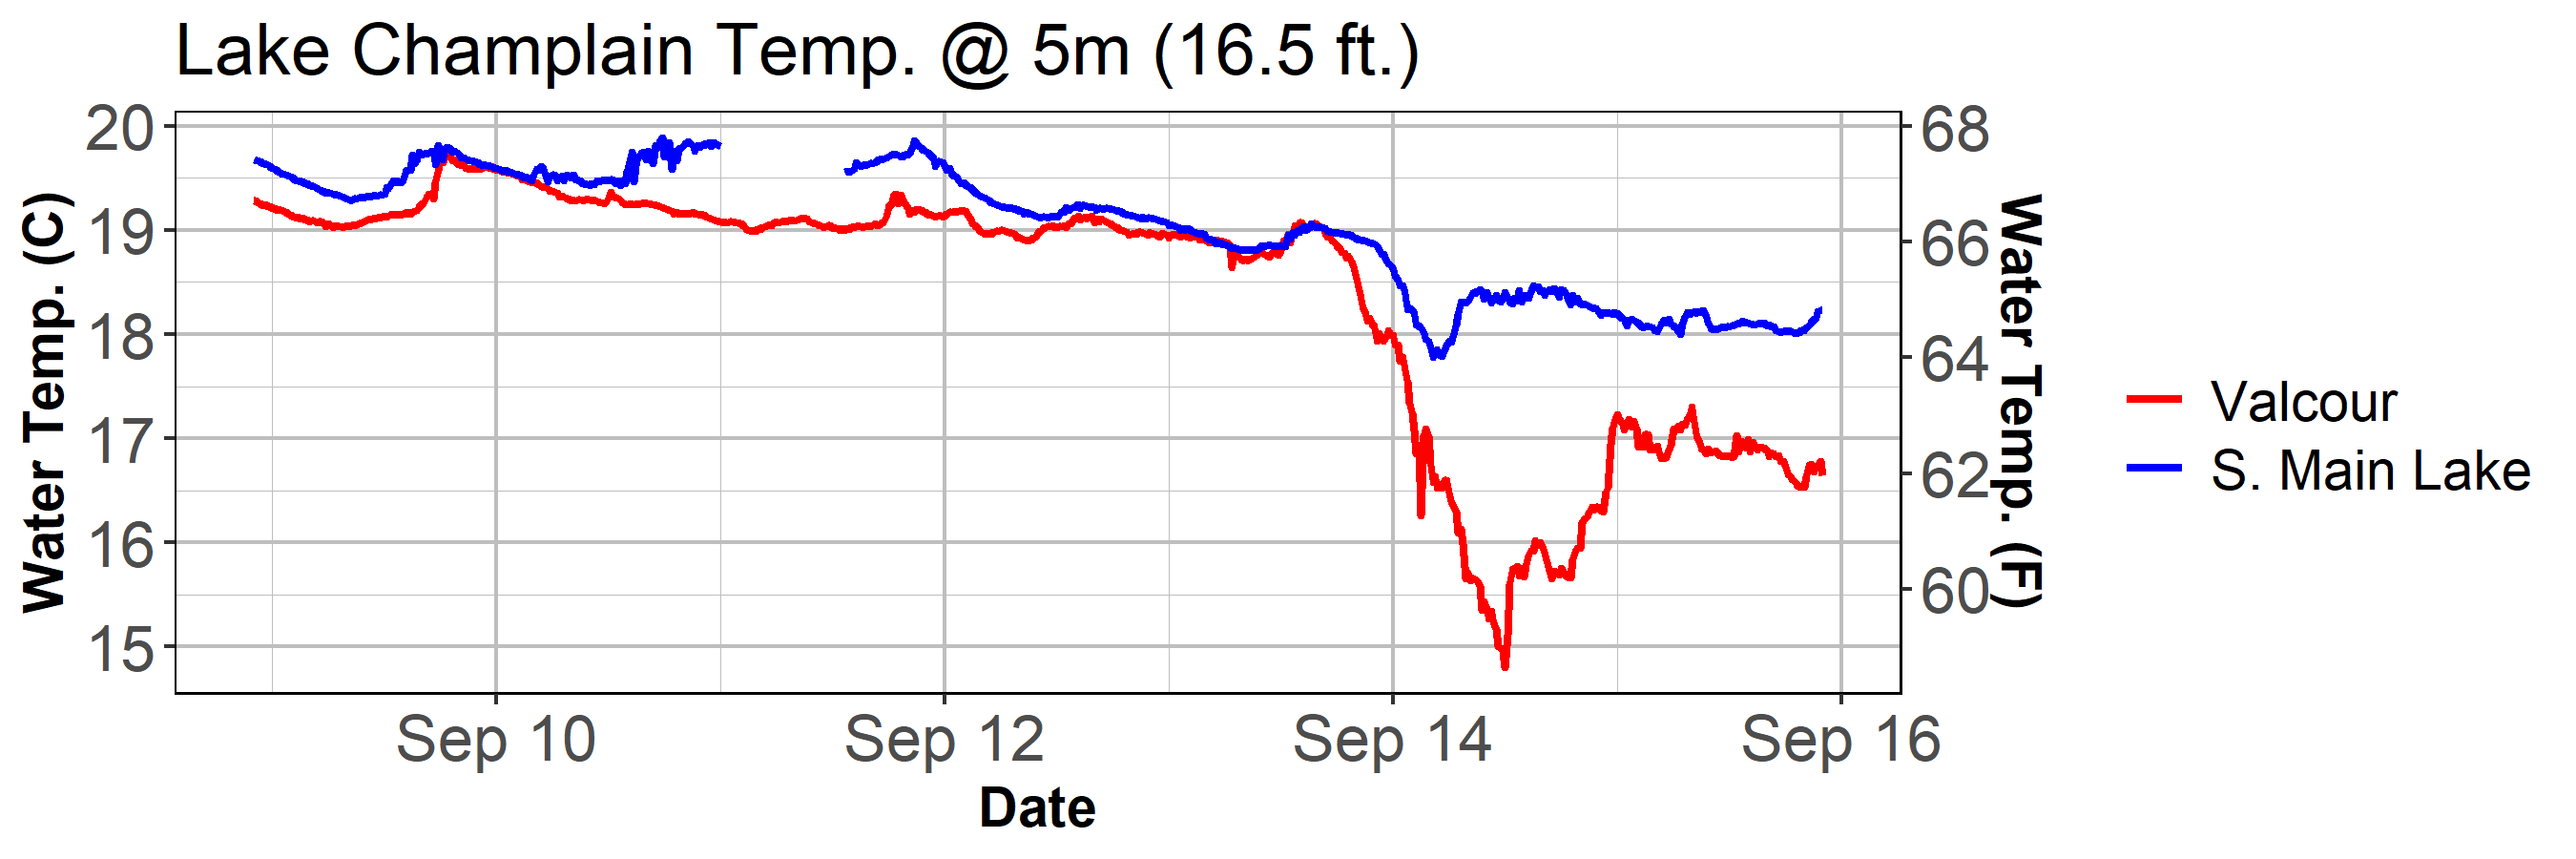 Lake Champlain Temp. @ 5m (16.5 ft.)
Water Temp. (C)
20
19
18
17
16
15
68
66
64
62
60
Water Temp. (F)
Sep 10
Sep 12
Sep 14
Sep 16
Date
Valcour
S. Main Lake